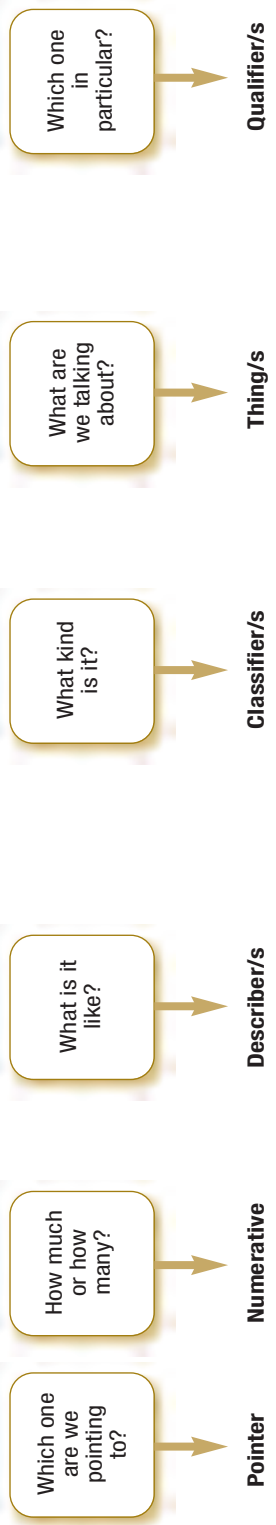 Which one
are we
pointing
to?
Pointer
How much
or how
many?
Numerative
What is it
like?
Describer/s
What kind
is it?
Classifier/s
What are
we talking
about?
Thing/s
Which one
in
particular?
Qualifier/s